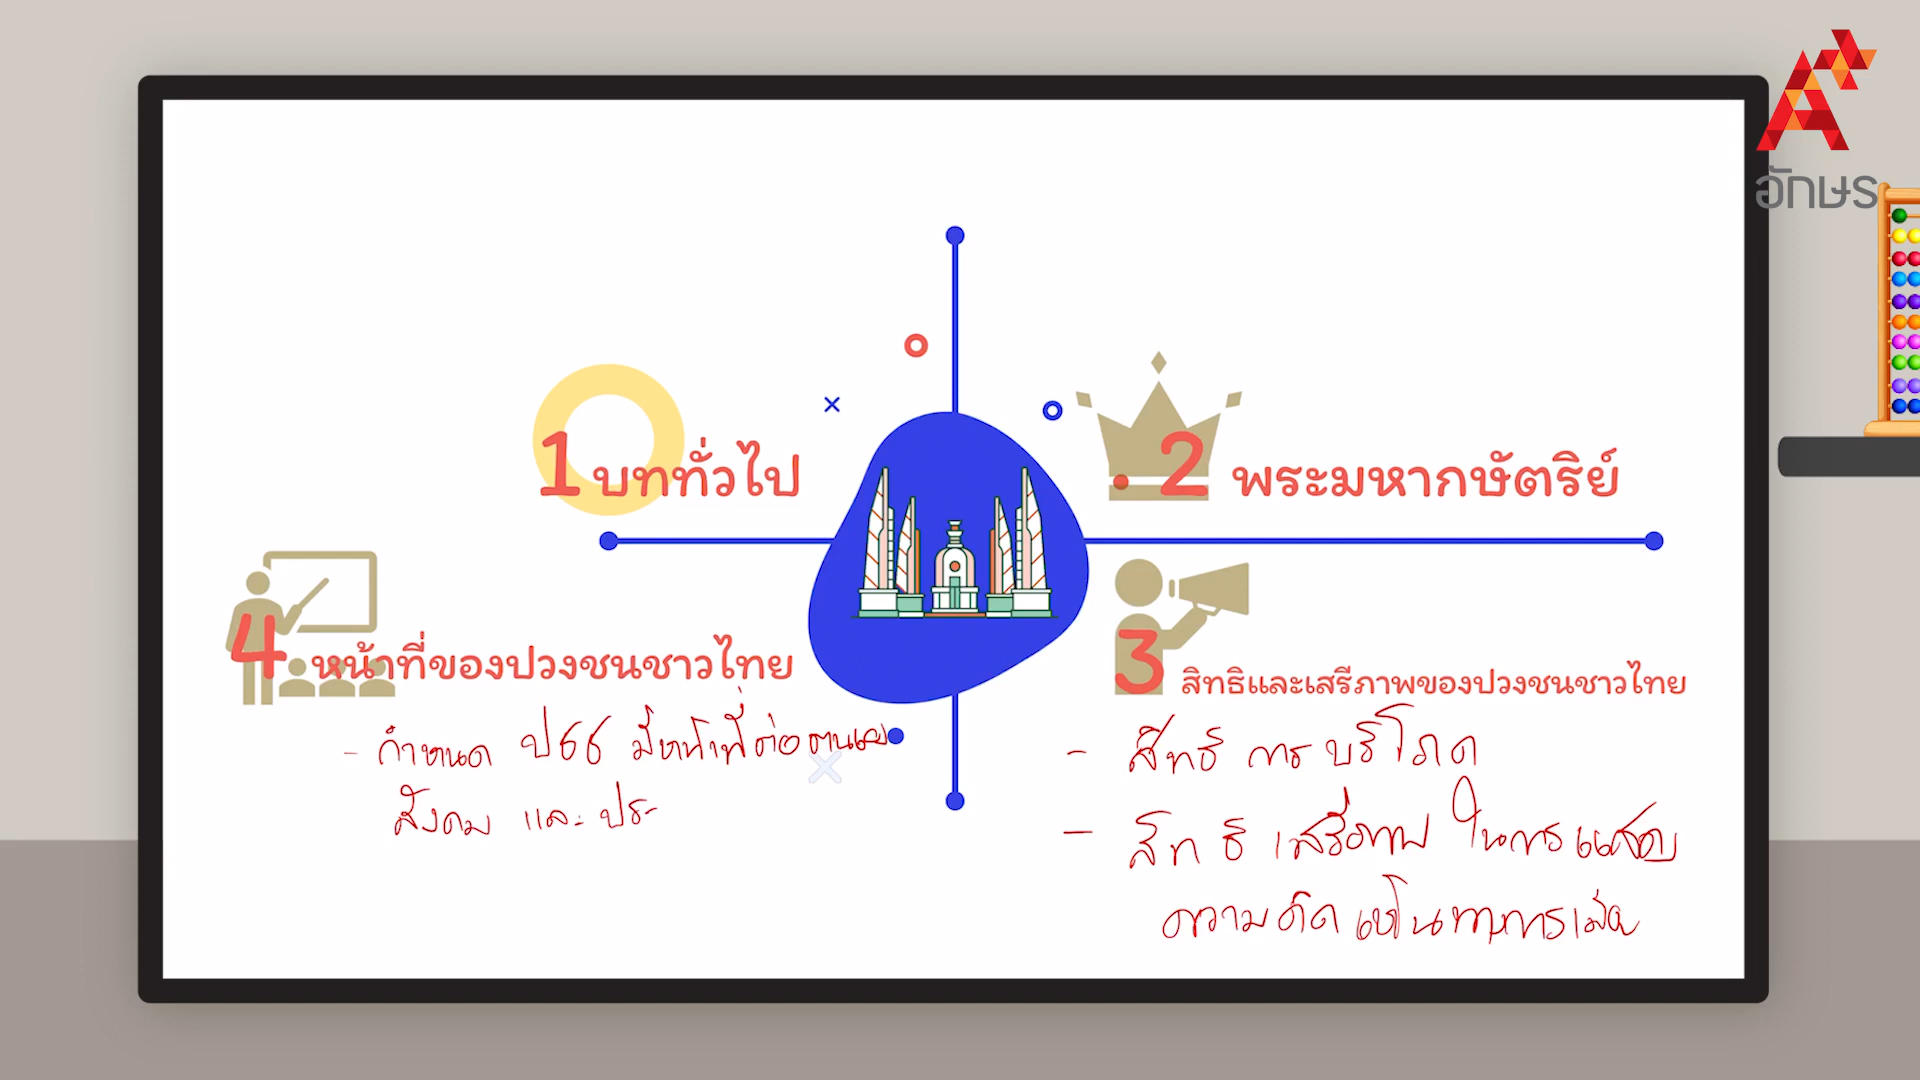 อักษร
1 บททั่วไป
2 พระมหากษัตริย์
4 หน้าที่ของปวงชนชาวไทย
- กำหนด ปชช มีหน้าที่ต่อตนเอง
สังคม และ ประ
3 สิทธิและเสรีภาพของปวงชนชาวไทย
- สิทธิ การ บริโภค
- สิทธิ เสรีภาพ ในการแสดง
ความคิดเห็นทางการเมือง